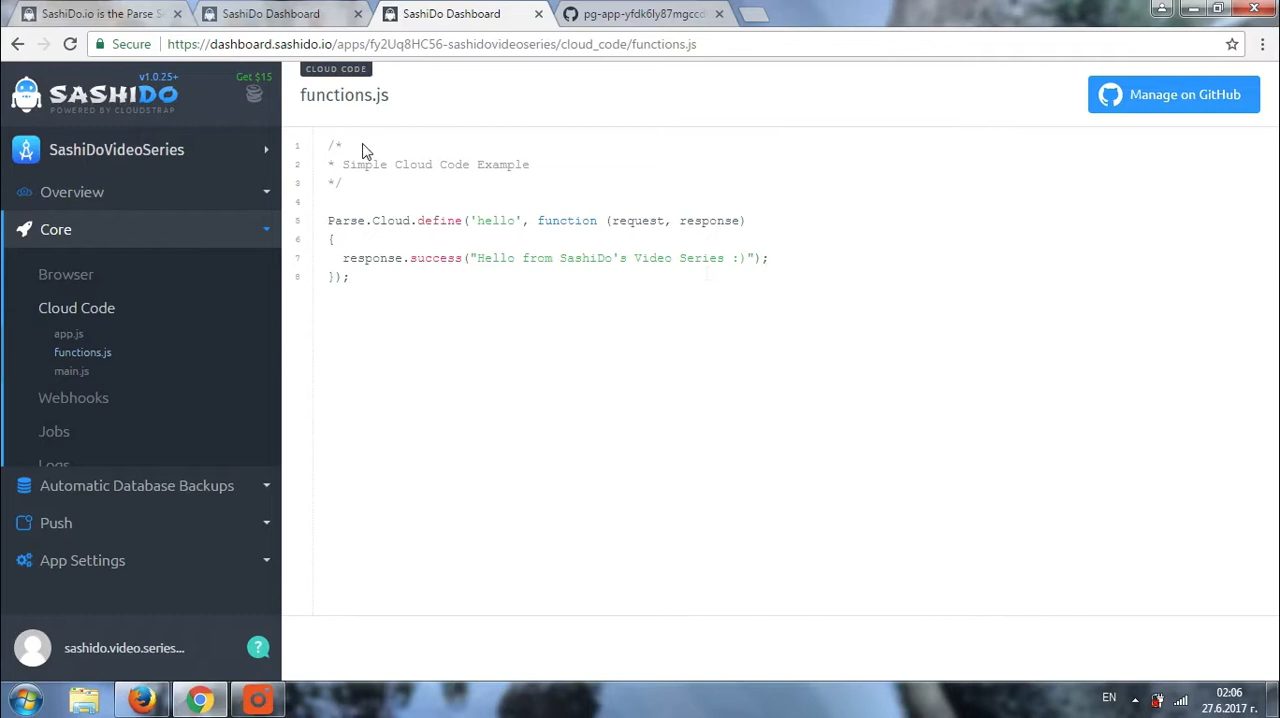 SashiDo.io is the Parse S
SashiDo Dashboard
SashiDo Dashboard
pg-app-yfdk6ly87mgccd
Secure
https://dashboard.sashido.io/apps/fy2Uq8HC56-sashidovideoseries/cloud_code/functions.js
v1.0.25+
Get $15
SASHIDO
POWERED BY CLOUDSTRAP
CLOUD CODE
functions.js
Manage on GitHub
SashiDoVideoSeries
Overview
Core
Browser
Cloud Code
app.js
functions.js
main.js
Webhooks
Jobs
Logs
Automatic Database Backups
Push
App Settings
sashido.video.series...
?
1 /*
2 * Simple Cloud Code Example
3 */
4
5 Parse.Cloud.define('hello', function (request, response)
6 {
7 response.success("Hello from SashiDo's Video Series :)");
8 });
EN
02:06
27.6.2017 г.